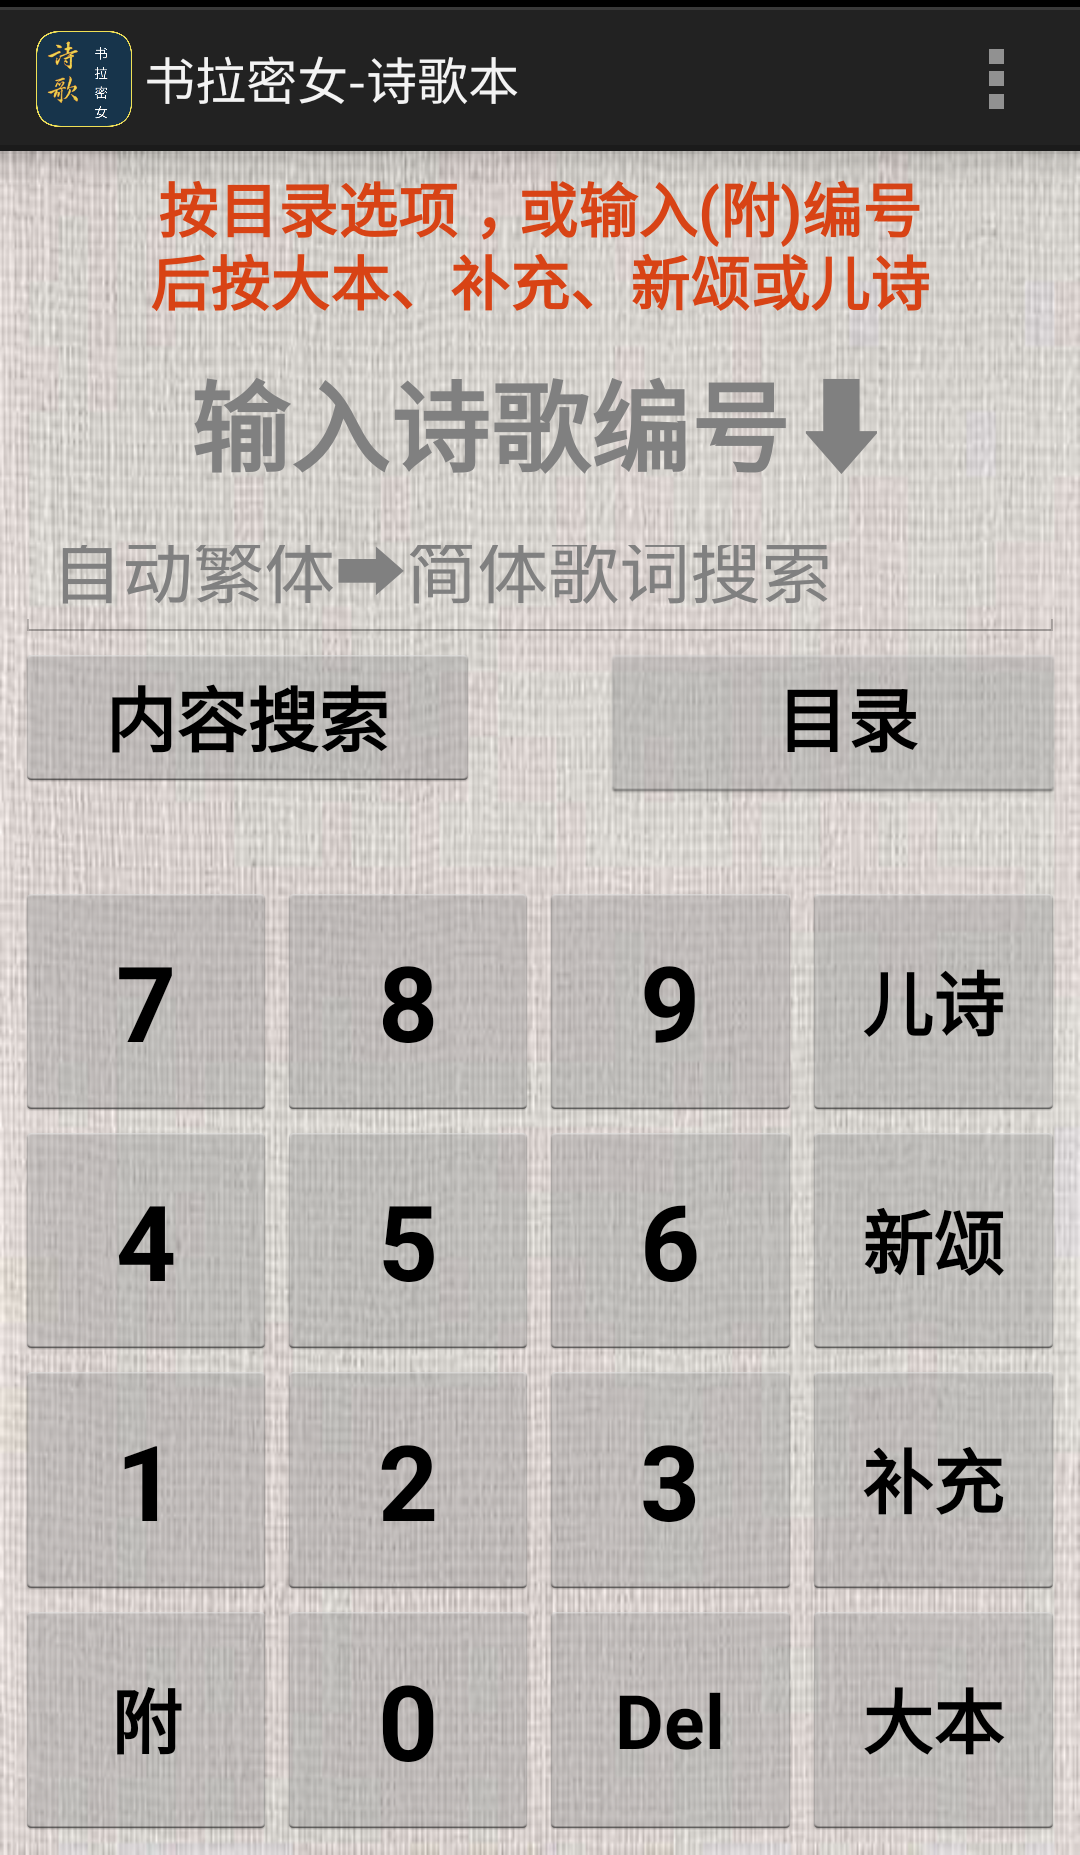 诗歌
书拉密女
书拉密女-诗歌本
按目录选项，或输入(附)编号
后按大本、补充、新颂或儿诗
输入诗歌编号⬇
自动繁体➡简体歌词搜索
内容搜索 目录
7 8 9 儿诗
4 5 6 新颂
1 2 3 补充
附 0 Del 大本